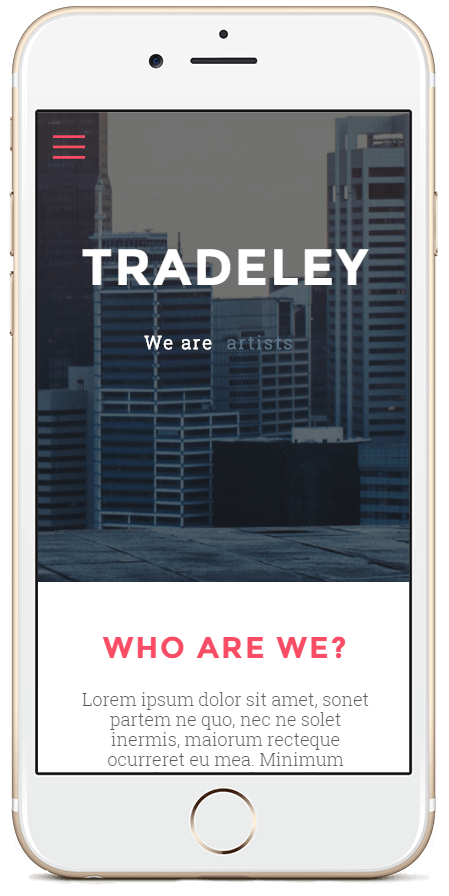 TRADELEY
We are artists
WHO ARE WE?
Lorem ipsum dolor sit amet, sonet
partem ne quo, nec ne solet
inermis, maiorum recteque
ocurreret eu mea. Minimum